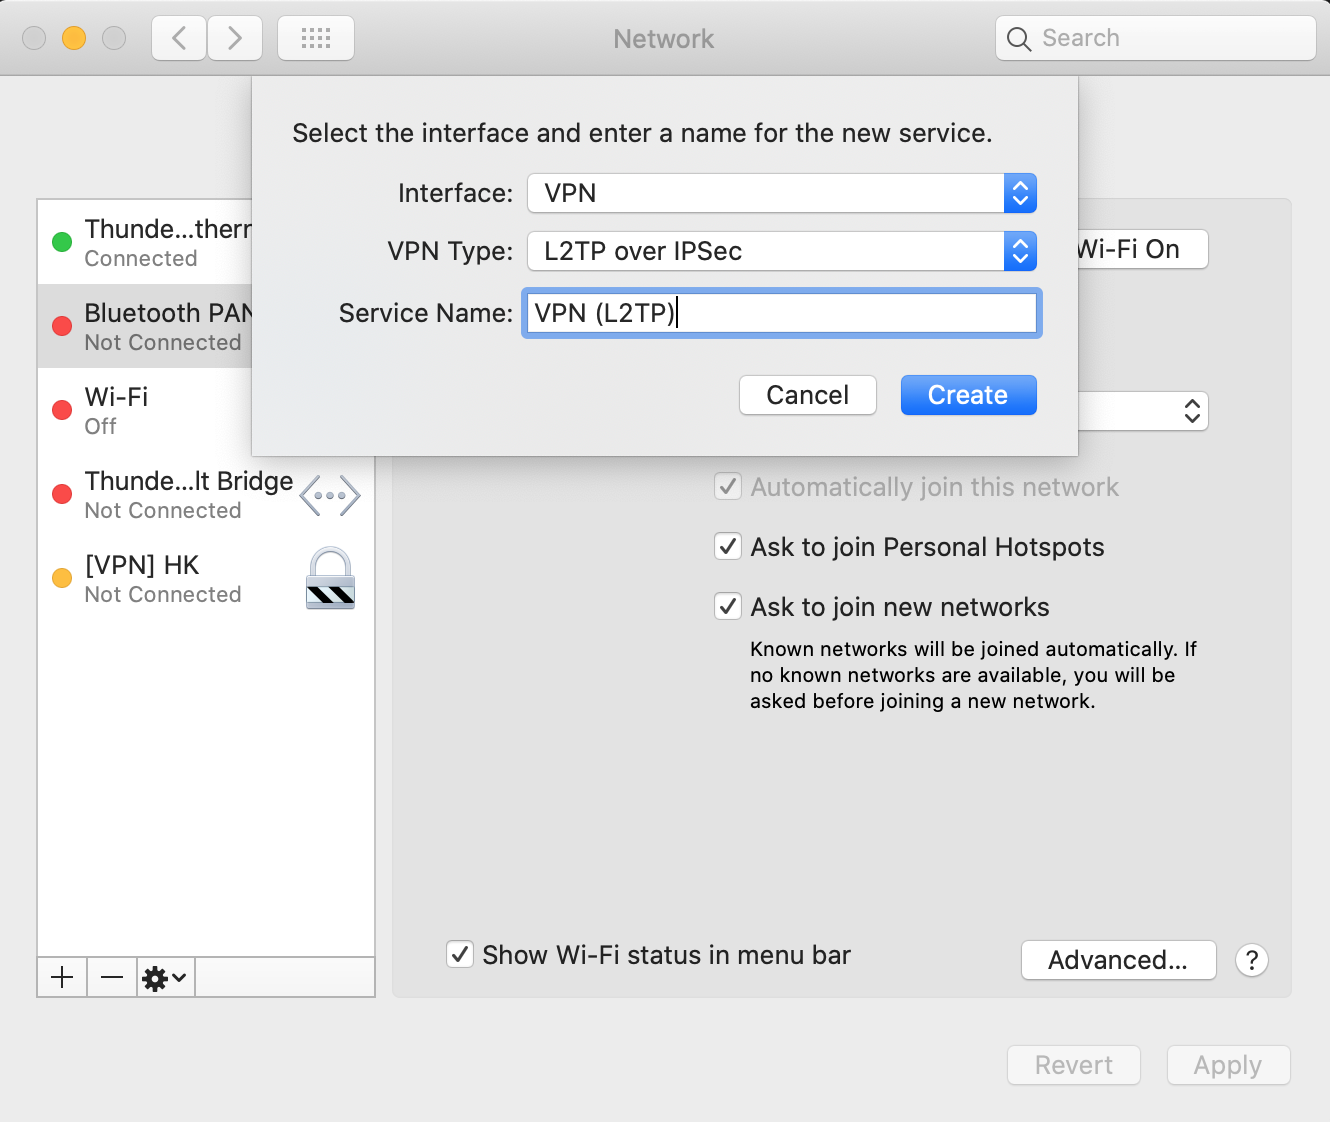 Network
Search
Select the interface and enter a name for the new service.
Interface: VPN
VPN Type: L2TP over IPSec
Service Name: VPN (L2TP)
Cancel Create
Thunde...thern
Connected
Bluetooth PAN
Not Connected
Wi-Fi
Off
Thunde...lt Bridge
Not Connected
[VPN] HK
Not Connected
Wi-Fi On
Automatically join this network
Ask to join Personal Hotspots
Ask to join new networks
Known networks will be joined automatically. If
no known networks are available, you will be
asked before joining a new network.
Show Wi-Fi status in menu bar
Advanced...
?
Revert Apply